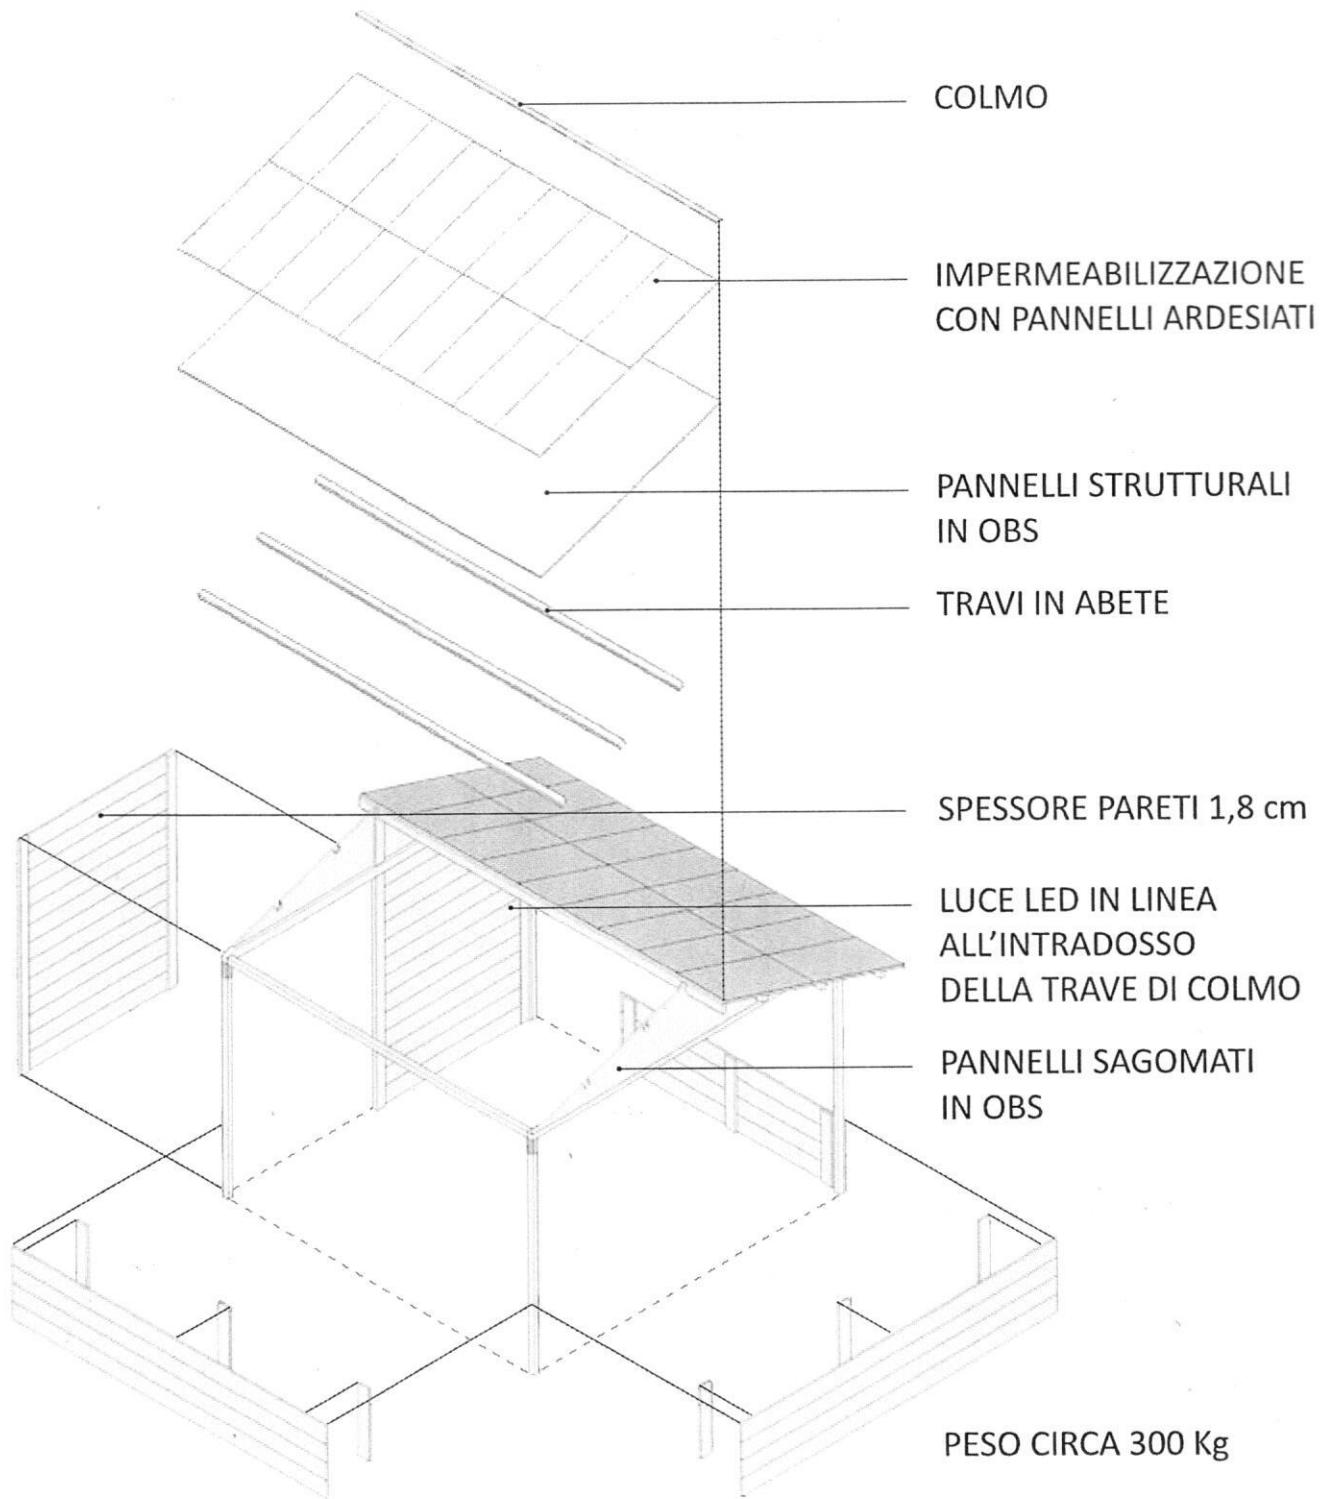 COLMO
IMPERMEABILIZZAZIONE
CON PANNELLI ARDESIATI
PANNELLI STRUTTURALI
IN OBS
TRAVI IN ABETE
SPESSORE PARETI 1,8 cm
LUCE LED IN LINEA
ALL'INTRADOSSO
DELLA TRAVE DI COLMO
PANNELLI SAGOMATI
IN OBS
PESO CIRCA 300 Kg